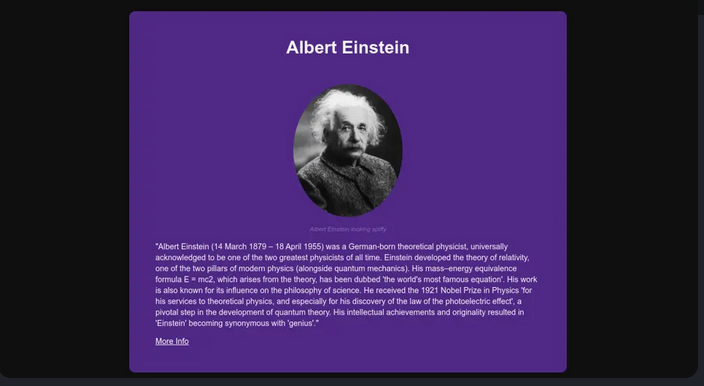 Albert Einstein
Albert Einstein looking spiffy
"Albert Einstein (14 March 1879 – 18 April 1955) was a German-born theoretical physicist, universally
acknowledged to be one of the two greatest physicists of all time. Einstein developed the theory of relativity,
one of the two pillars of modern physics (alongside quantum mechanics). His mass–energy equivalence
formula E = mc2, which arises from the theory, has been dubbed 'the world's most famous equation'. His work
is also known for its influence on the philosophy of science. He received the 1921 Nobel Prize in Physics 'for
his services to theoretical physics, and especially for his discovery of the law of the photoelectric effect', a
pivotal step in the development of quantum theory. His intellectual achievements and originality resulted in
'Einstein' becoming synonymous with 'genius'."
More Info